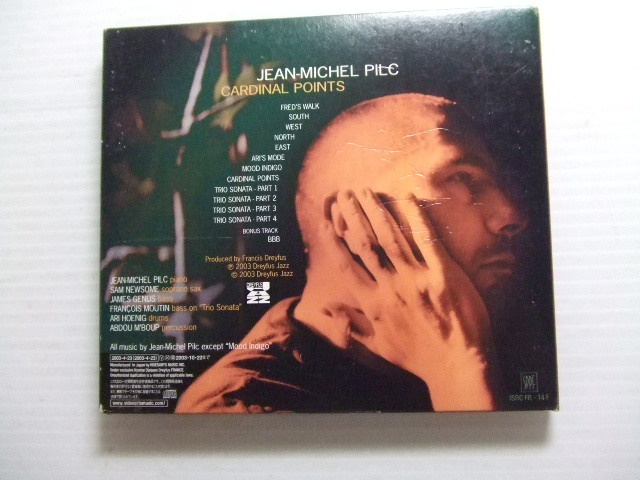 JEAN-MICHEL PILC
CARDINAL POINTS
FRED'S WALK
SOUTH
WEST
NORTH
EAST
ARI'S MODE
MOOD INDIGO
CARDINAL POINTS
TRIO SONATA - PART 1
TRIO SONATA - PART 2
TRIO SONATA - PART 3
TRIO SONATA - PART 4
BONUS TRACK
BBB
Produced by Francis Dreyfus
℗ 2003 Dreyfus Jazz
© 2003 Dreyfus Jazz
JEAN-MICHEL PILC piano
SAM NEWSOME soprano sax
JAMES GENUS bass
FRANÇOIS MOUTIN bass on "Trio Sonata"
ARI HOENIG drums
ABDOU M'BOUP percussion
All music by Jean-Michel Pilc except "Mood Indigo"